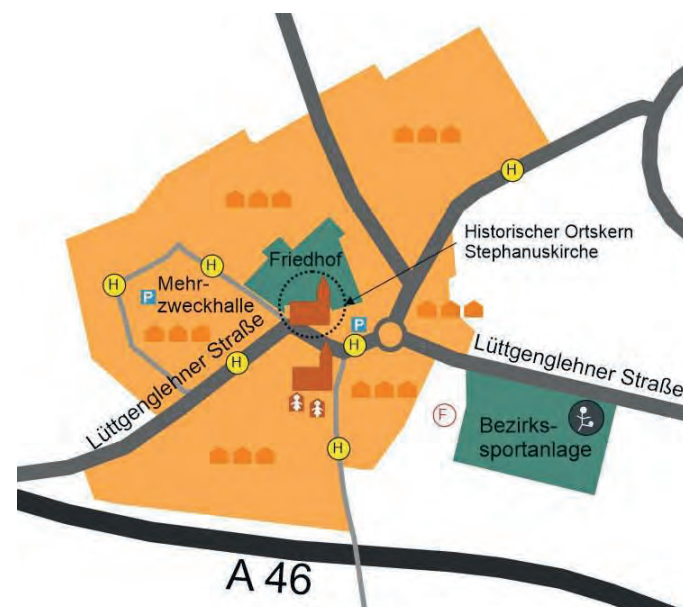 H
Historischer Ortskern
Stephanuskirche
Friedhof
H
H
Mehr-
zweckhalle
P
P
H
H
Lüttgenglehner Straße
Lüttgenglehner Straße
F
Bezirks-
sportanlage
H
A 46